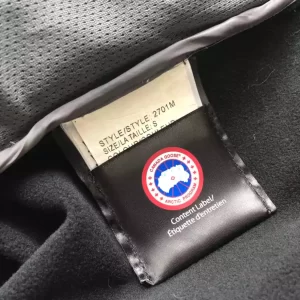 STYLE/STYLE: 2701M
SIZE/LA TAILLE: S
CANADA GOOSE
ARCTIC PROGRAM
Content Label/
Étiquette d'entretien